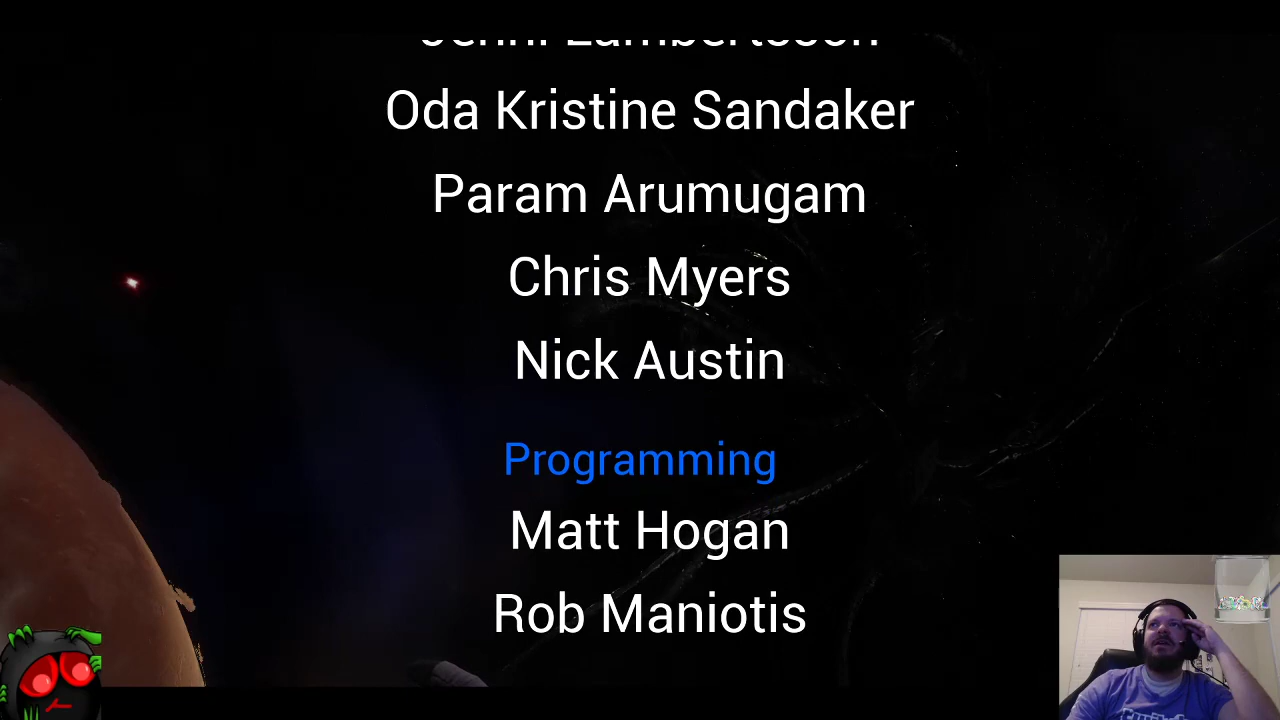 Oda Kristine Sandaker
Param Arumugam
Chris Myers
Nick Austin
Programming
Matt Hogan
Rob Maniotis